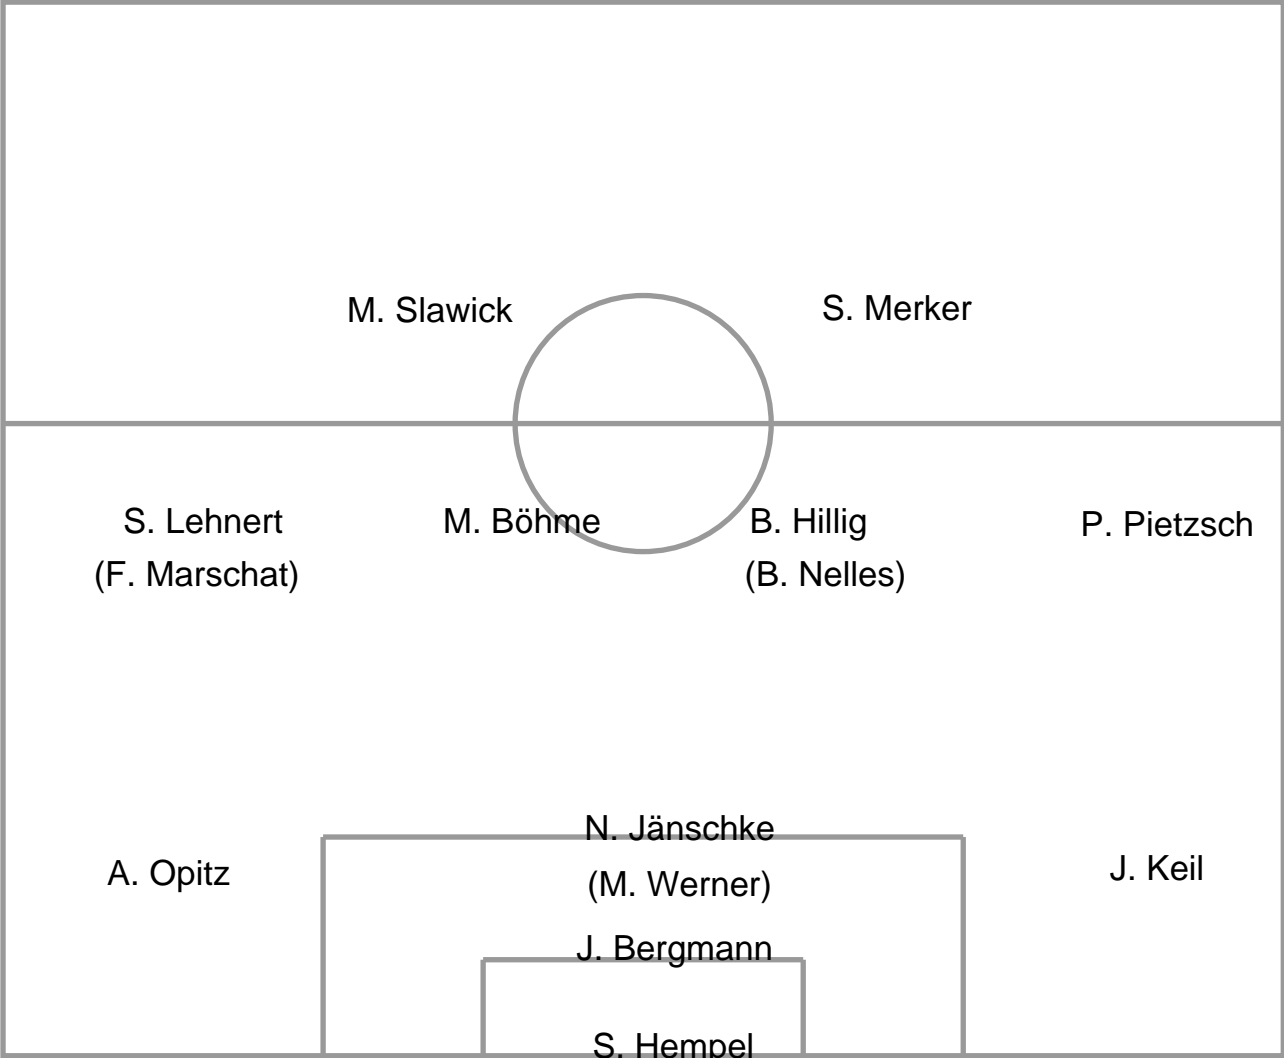 M. Slawick
S. Merker
S. Lehnert
M. Böhme
B. Hillig
P. Pietzsch
(F. Marschat)
(B. Nelles)
N. Jänschke
A. Opitz
J. Keil
(M. Werner)
J. Bergmann
S. Hempel